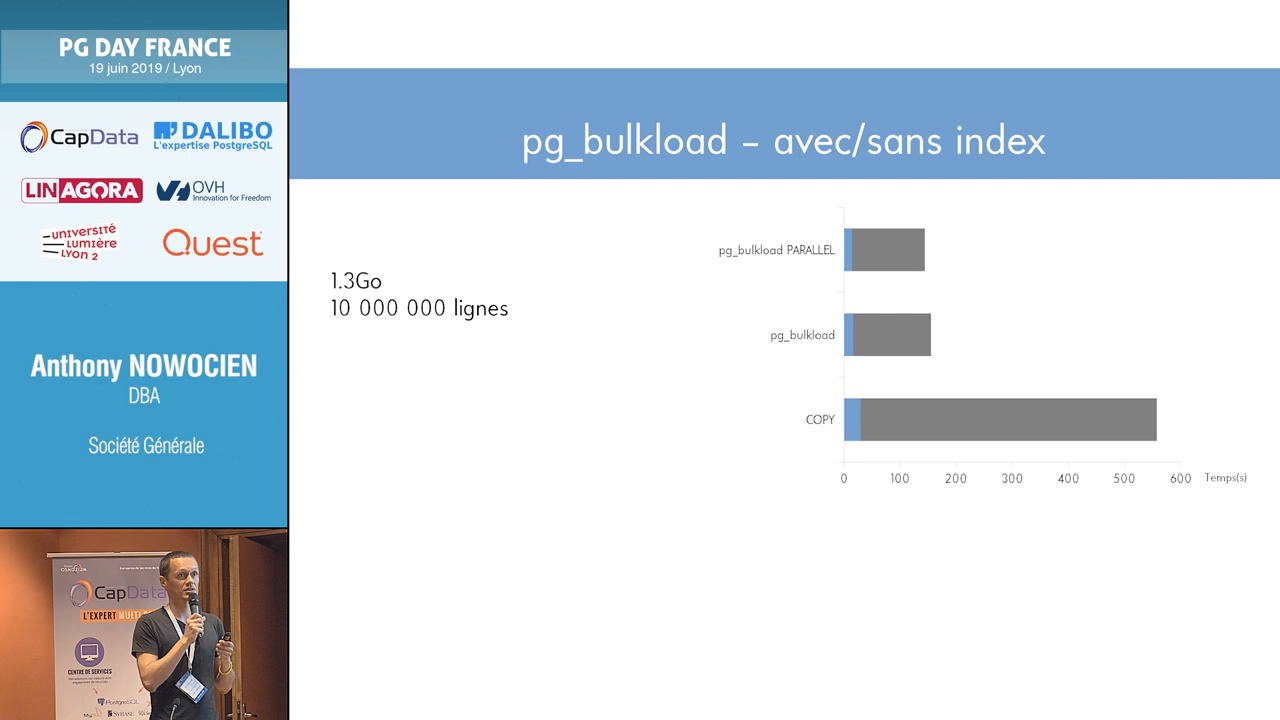 PG DAY FRANCE
19 juin 2019 / Lyon
CapData
DALIBO
L'expertise PostgreSQL
LINAGORA
OVH
Innovation for Freedom
UNIVERSITÉ
LUMIÈRE
LYON 2
Quest
Anthony NOWOCIEN
DBA
Société Générale
pg_bulkload – avec/sans index
1.3Go
10 000 000 lignes
pg_bulkload PARALLEL
pg_bulkload
COPY
0 100 200 300 400 500 600 Temps(s)
CapData
L'EXPERT MULTI
CENTRE DE SERVICES
PostgreSQL
SYBASE